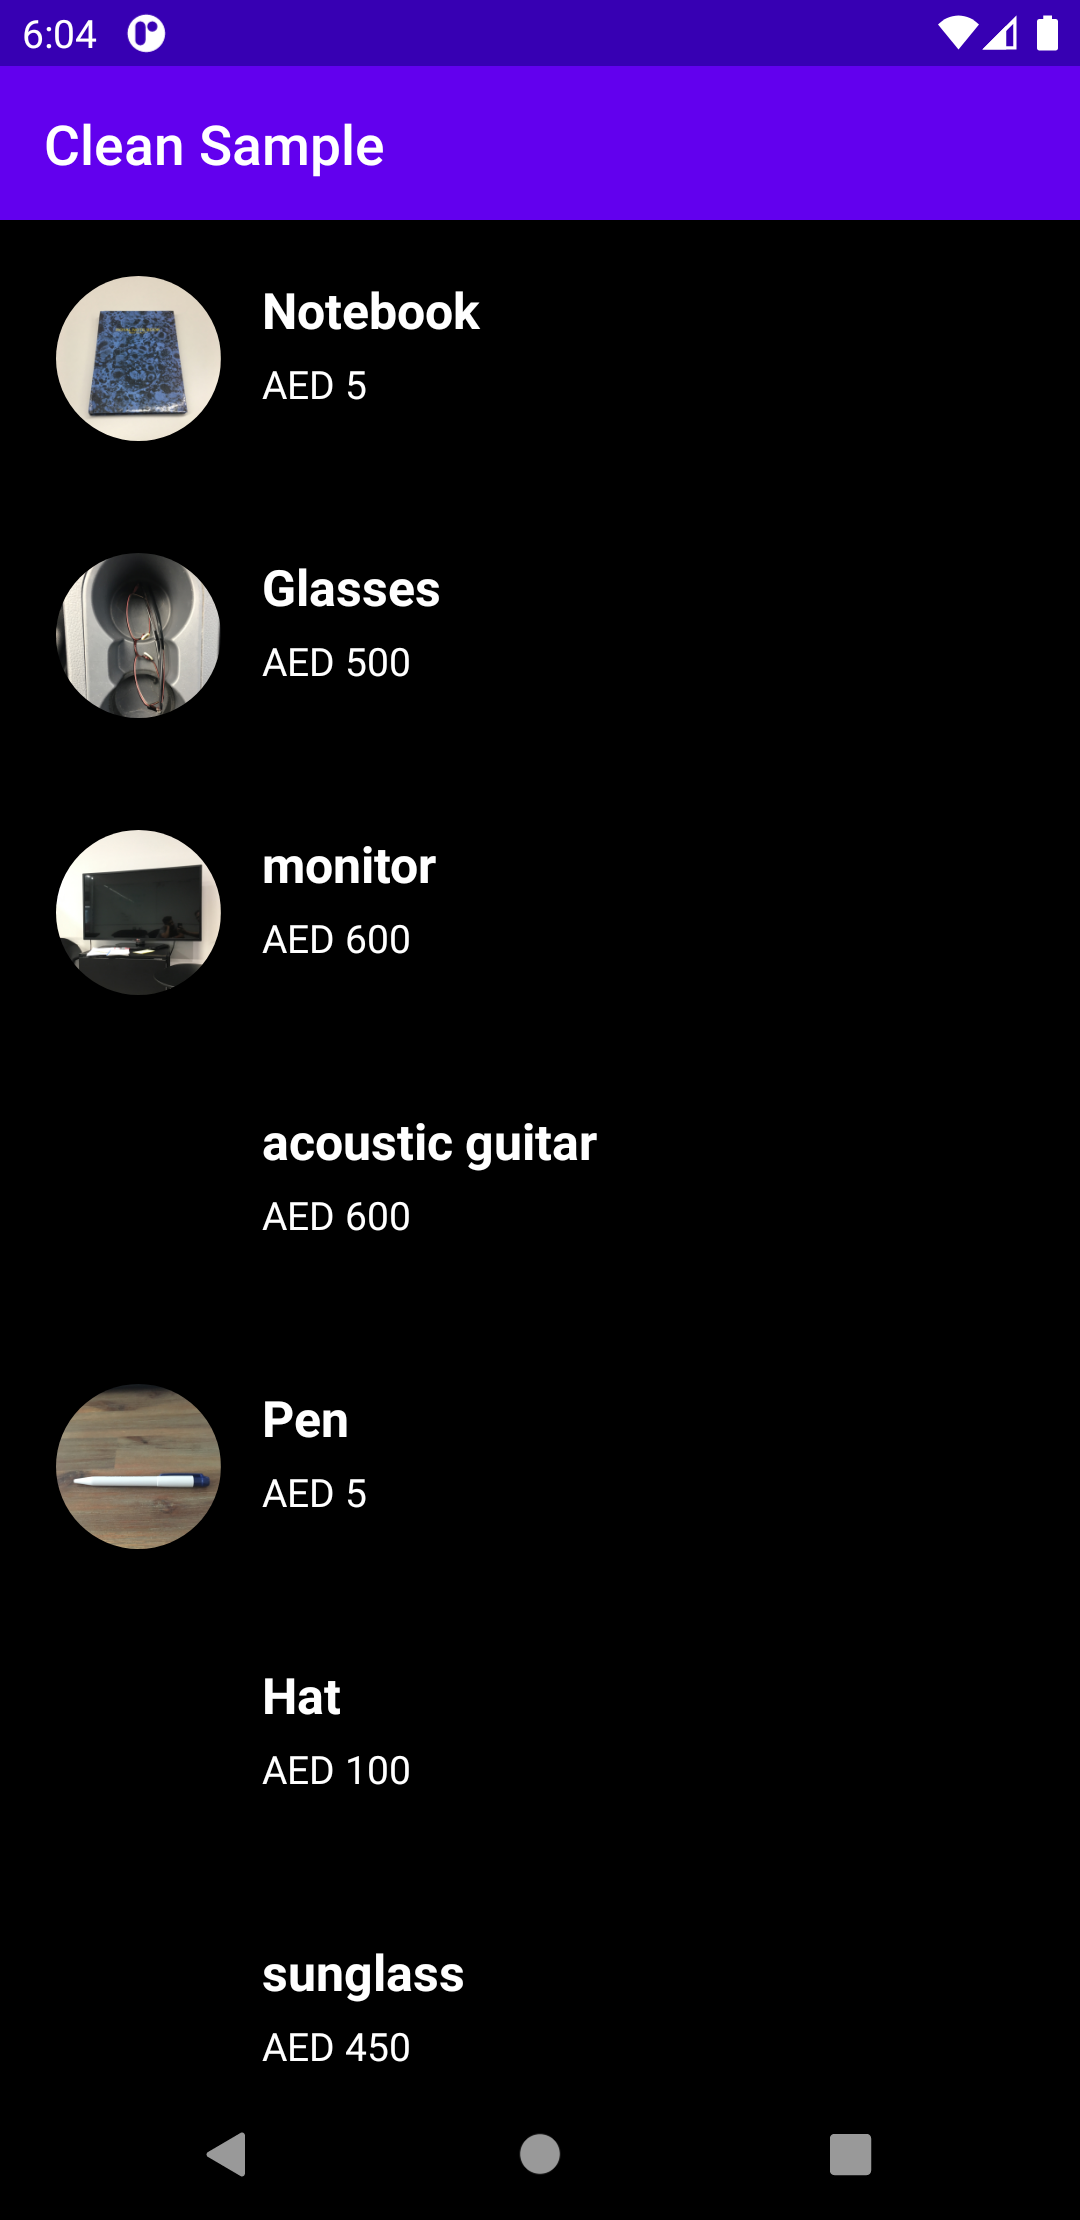 6:04
Clean Sample
Notebook
AED 5
Glasses
AED 500
monitor
AED 600
acoustic guitar
AED 600
Pen
AED 5
Hat
AED 100
sunglass
AED 450